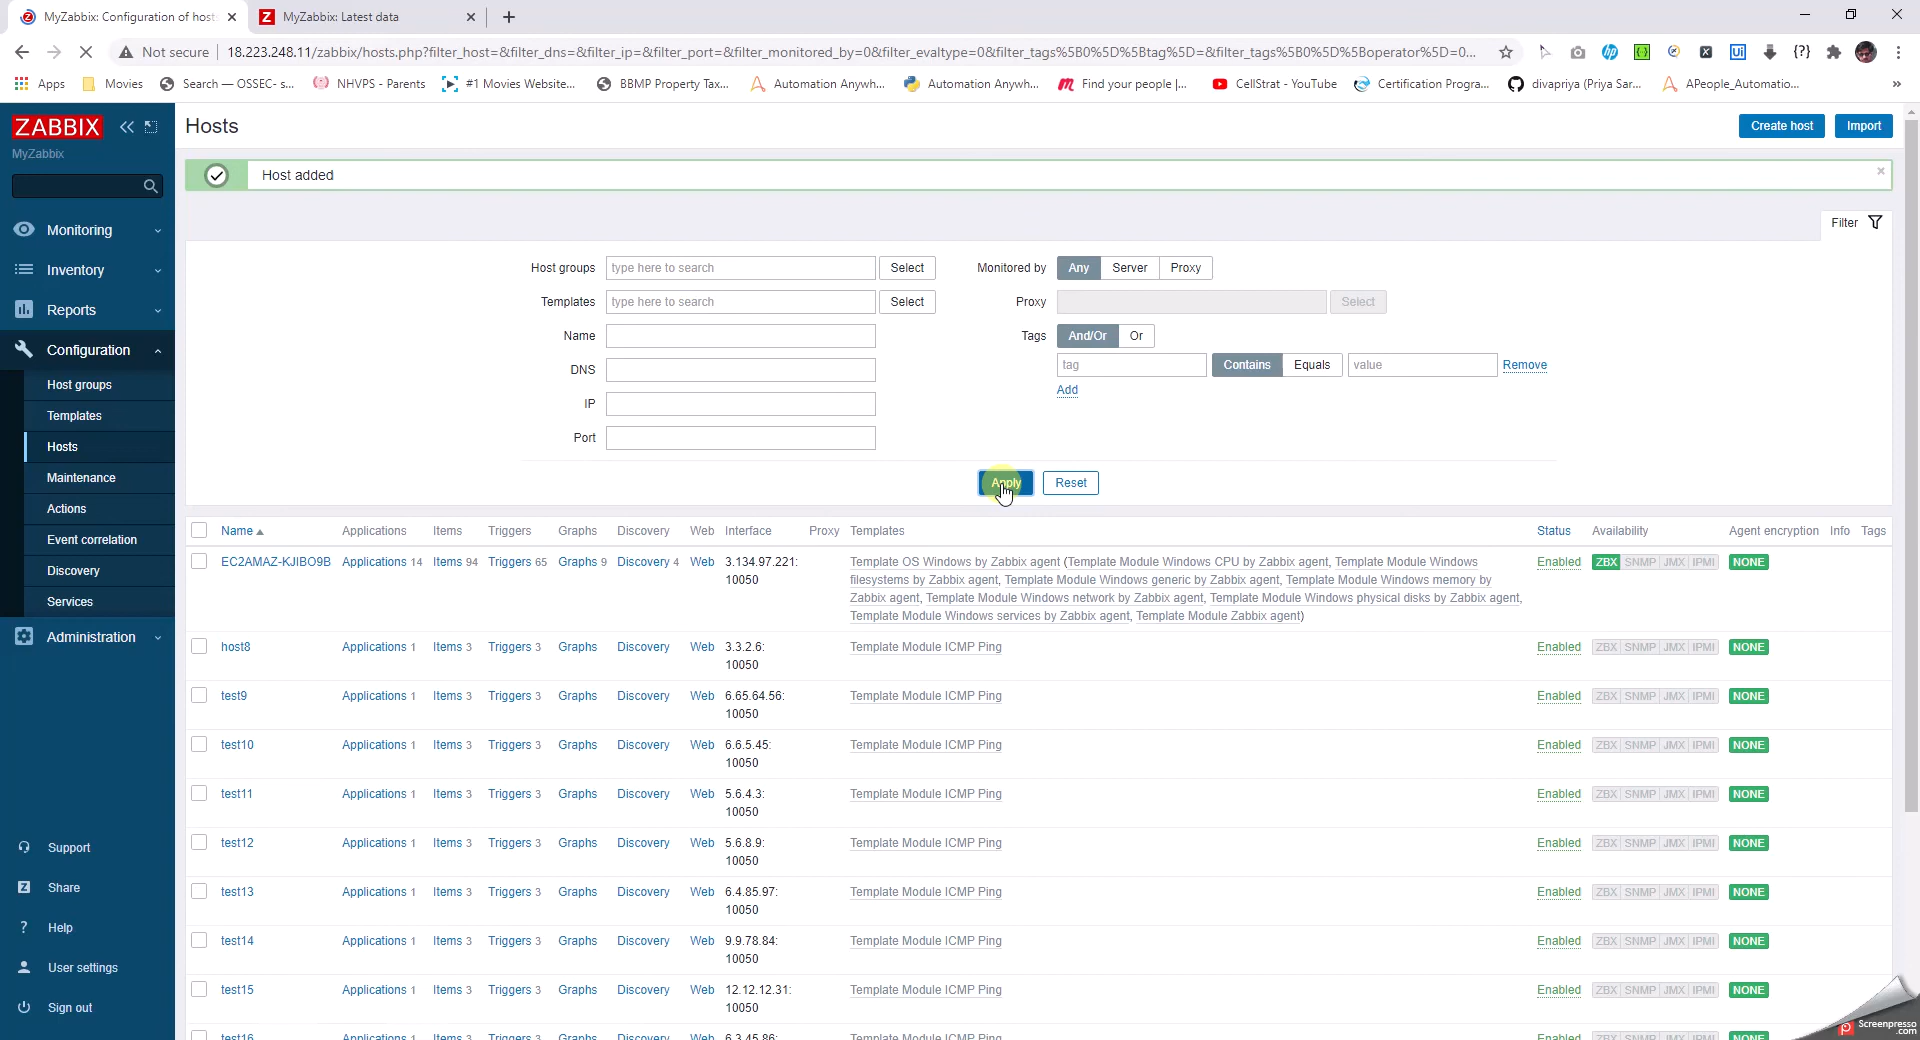 MyZabbix: Configuration of hosts
MyZabbix: Latest data
Not secure
18.223.248.11/zabbix/hosts.php?filter_host=&filter_dns=&filter_ip=&filter_port=&filter_monitored_by=0&filter_evaltype=0&filter_tags%5B0%5D%5Btag%5D=&filter_tags%5B0%5D%5Boperator%5D=0...
Apps
Movies
Search — OSSEC- s...
NHVPS - Parents
#1 Movies Website...
BBMP Property Tax...
Automation Anywh...
Automation Anywh...
Find your people |...
CellStrat - YouTube
Certification Progra...
divapriya (Priya Sar...
APeople_Automatio...
ZABBIX
MyZabbix
Monitoring
Inventory
Reports
Configuration
Host groups
Templates
Hosts
Maintenance
Actions
Event correlation
Discovery
Services
Administration
Support
Share
Help
User settings
Sign out
Hosts
Create host
Import
Host added
Filter
Host groups type here to search Select
Templates type here to search Select
Name
DNS
IP
Port
Monitored by Any Server Proxy
Proxy Select
Tags And/Or Or
tag Contains Equals value Remove
Add
Apply Reset
Name Applications Items Triggers Graphs Discovery Web Interface Proxy Templates Status Availability Agent encryption Info Tags
EC2AMAZ-KJIBO9B Applications 14 Items 94 Triggers 65 Graphs 9 Discovery 4 Web 3.134.97.221: Template OS Windows by Zabbix agent (Template Module Windows CPU by Zabbix agent, Template Module Windows Enabled ZBX SNMP JMX IPMI NONE
10050 filesystems by Zabbix agent, Template Module Windows generic by Zabbix agent, Template Module Windows memory by
Zabbix agent, Template Module Windows network by Zabbix agent, Template Module Windows physical disks by Zabbix agent,
Template Module Windows services by Zabbix agent, Template Module Zabbix agent)
host8 Applications 1 Items 3 Triggers 3 Graphs Discovery Web 3.3.2.6: Template Module ICMP Ping Enabled ZBX SNMP JMX IPMI NONE
10050
test9 Applications 1 Items 3 Triggers 3 Graphs Discovery Web 6.65.64.56: Template Module ICMP Ping Enabled ZBX SNMP JMX IPMI NONE
10050
test10 Applications 1 Items 3 Triggers 3 Graphs Discovery Web 6.6.5.45: Template Module ICMP Ping Enabled ZBX SNMP JMX IPMI NONE
10050
test11 Applications 1 Items 3 Triggers 3 Graphs Discovery Web 5.6.4.3: Template Module ICMP Ping Enabled ZBX SNMP JMX IPMI NONE
10050
test12 Applications 1 Items 3 Triggers 3 Graphs Discovery Web 5.6.8.9: Template Module ICMP Ping Enabled ZBX SNMP JMX IPMI NONE
10050
test13 Applications 1 Items 3 Triggers 3 Graphs Discovery Web 6.4.85.97: Template Module ICMP Ping Enabled ZBX SNMP JMX IPMI NONE
10050
test14 Applications 1 Items 3 Triggers 3 Graphs Discovery Web 9.9.78.84: Template Module ICMP Ping Enabled ZBX SNMP JMX IPMI NONE
10050
test15 Applications 1 Items 3 Triggers 3 Graphs Discovery Web 12.12.12.31: Template Module ICMP Ping Enabled ZBX SNMP JMX IPMI NONE
10050
test16 Applications 1 Items 3 Triggers 3 Graphs Discovery Web 6.3.45.86: Template Module ICMP Ping Enabled ZBX SNMP JMX IPMI NONE
Screenpresso
.com